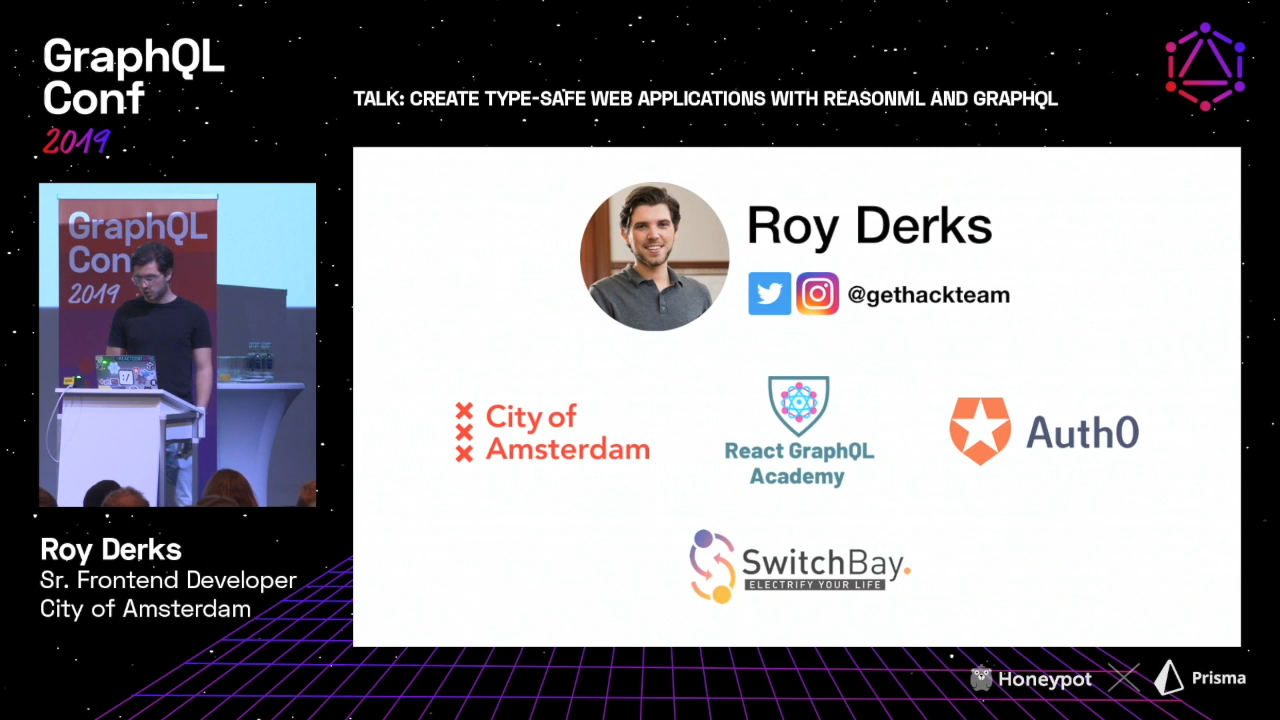 GraphQL
Conf
2019
TALK: CREATE TYPE-SAFE WEB APPLICATIONS WITH REASONML AND GRAPHQL
GraphQL
Con
2019
Roy Derks
@gethackteam
City of
Amsterdam
React GraphQL
Academy
Auth0
SwitchBay.
ELECTRIFY YOUR LIFE
Roy Derks
Sr. Frontend Developer
City of Amsterdam
Honeypot
Prisma